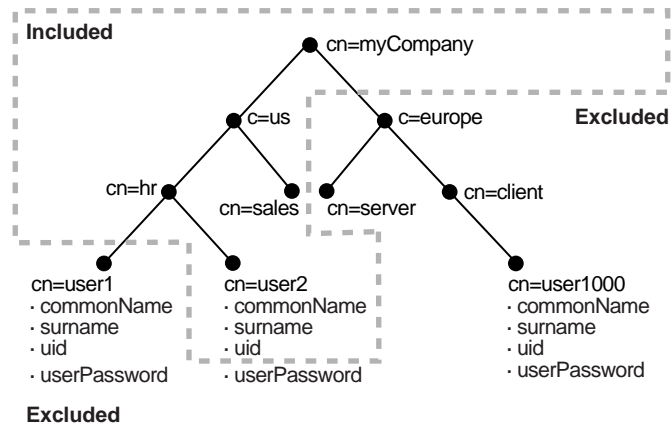 Included
cn=myCompany
c=us
c=europe
Excluded
cn=hr
cn=sales
cn=server
cn=client
cn=user1
· commonName
· surname
· uid
· userPassword
cn=user2
· commonName
· surname
· uid
· userPassword
cn=user1000
· commonName
· surname
· uid
· userPassword
Excluded